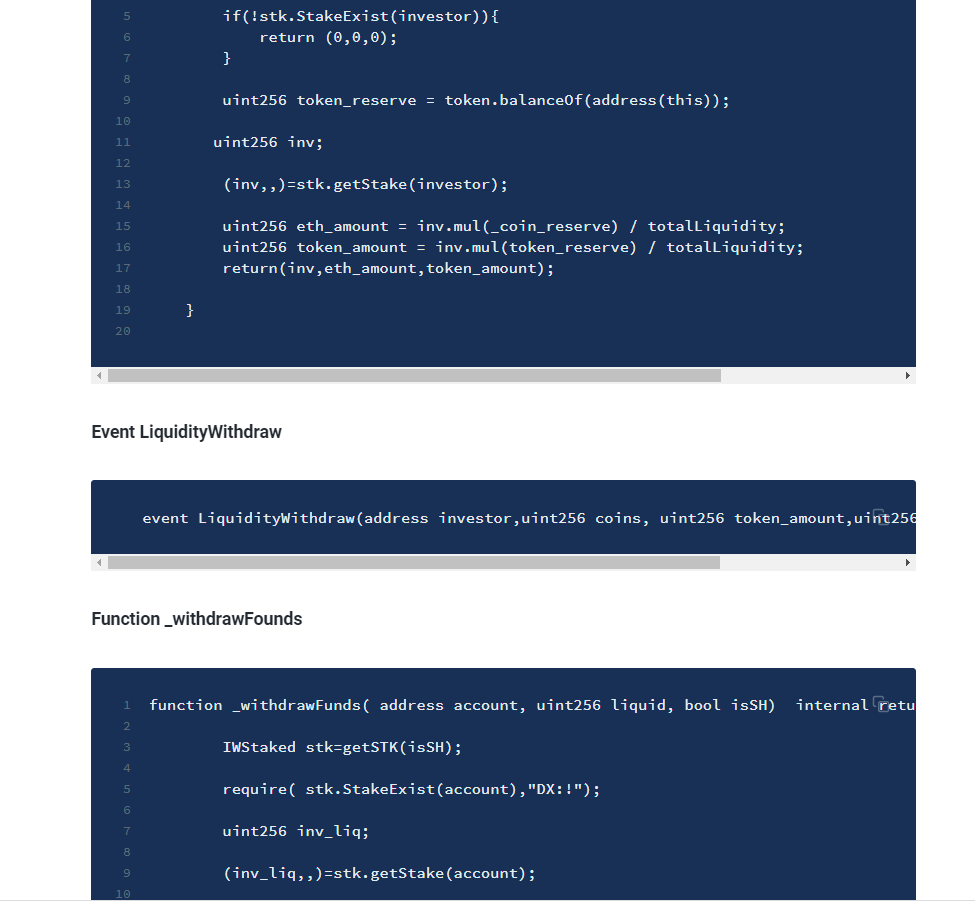 5 if(!stk.StakeExist(investor)){
6 return (0,0,0);
7 }
8
9 uint256 token_reserve = token.balanceOf(address(this));
10
11 uint256 inv;
12
13 (inv,,)=stk.getStake(investor);
14
15 uint256 eth_amount = inv.mul(_coin_reserve) / totalLiquidity;
16 uint256 token_amount = inv.mul(token_reserve) / totalLiquidity;
17 return(inv,eth_amount,token_amount);
18
19 }
20
Event LiquidityWithdraw
event LiquidityWithdraw(address investor,uint256 coins, uint256 token_amount,uint256
Function _withdrawFounds
1 function _withdrawFunds( address account, uint256 liquid, bool isSH)  internal retu
2
3 IWStaked stk=getSTK(isSH);
4
5 require( stk.StakeExist(account),"DX:!");
6
7 uint256 inv_liq;
8
9 (inv_liq,,)=stk.getStake(account);
10